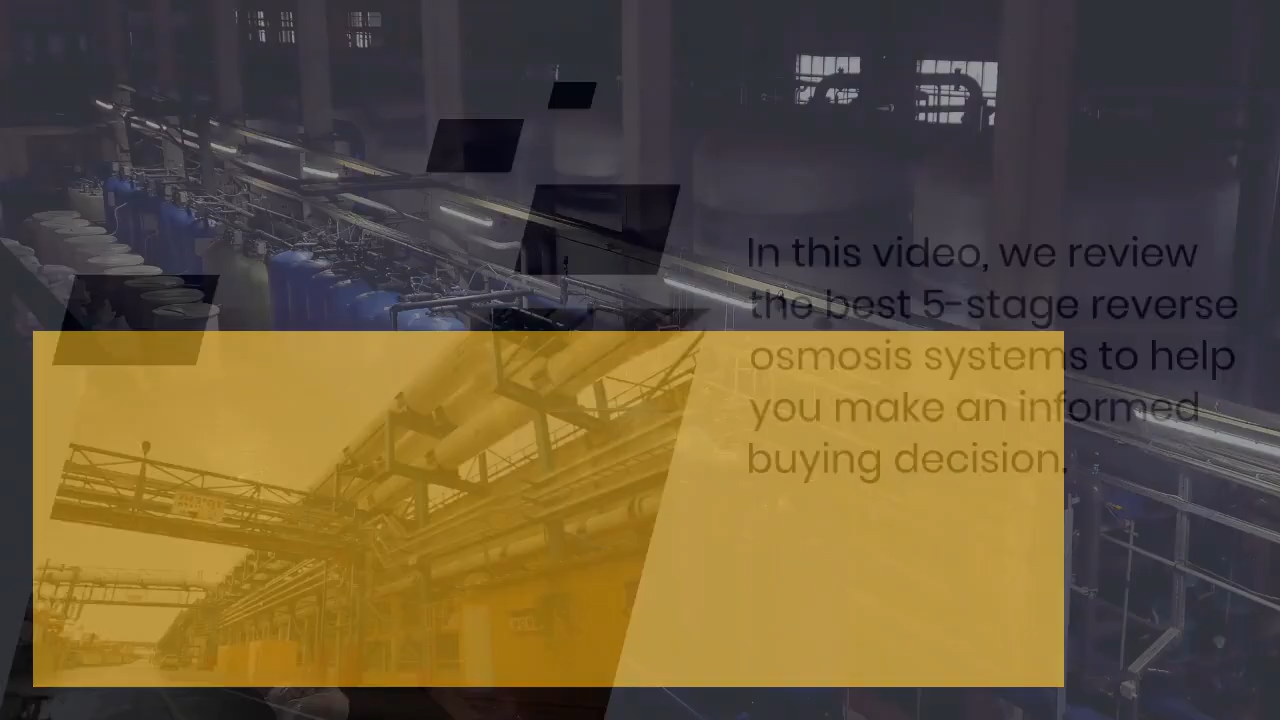 In this video, we review
the best 5-stage reverse
osmosis systems to help
you make an informed
buying decision.